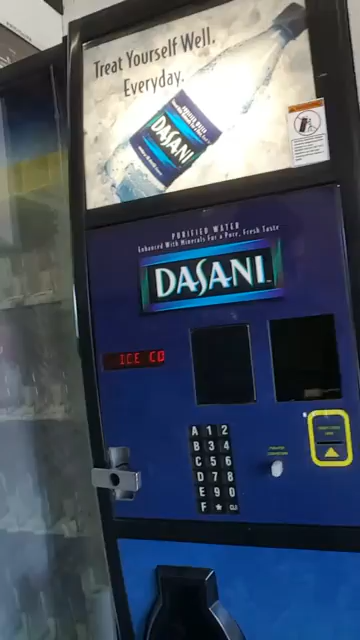 Treat Yourself Well.
Everyday.
DASANI
PURIFIED WATER
Enhanced With Minerals For a Pure, Fresh Taste
DASANI
ICE CO
A 1 2
B 3 4
C 5 6
D 7 8
E 9 0
F * CLR